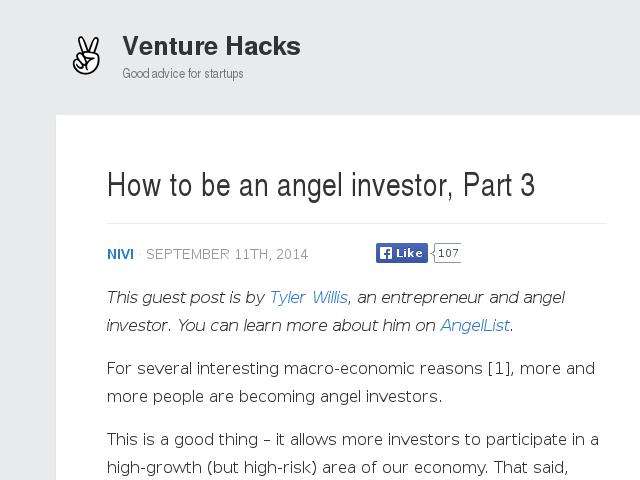 Venture Hacks
Good advice for startups
How to be an angel investor, Part 3
NIVI SEPTEMBER 11TH, 2014 Like 107
This guest post is by Tyler Willis, an entrepreneur and angel
investor. You can learn more about him on AngelList.
For several interesting macro-economic reasons [1], more and
more people are becoming angel investors.
This is a good thing – it allows more investors to participate in a
high-growth (but high-risk) area of our economy. That said,